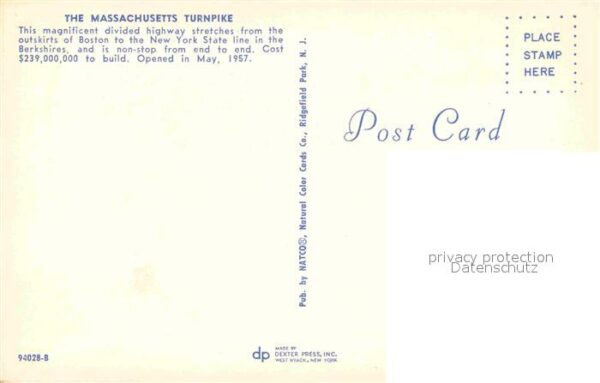 THE MASSACHUSETTS TURNPIKE
This magnificent divided highway stretches from the
outskirts of Boston to the New York State line in the
Berkshires, and is non-stop from end to end. Cost
$239,000,000 to build. Opened in May, 1957.
PLACE
STAMP
HERE
Post Card
Pub. by NATCO®, Natural Color Cards Co., Ridgefield Park, N. J.
privacy protection
Datenschutz
94028-B
dp
MADE BY
DEXTER PRESS, INC.
WEST NYACK, NEW YORK